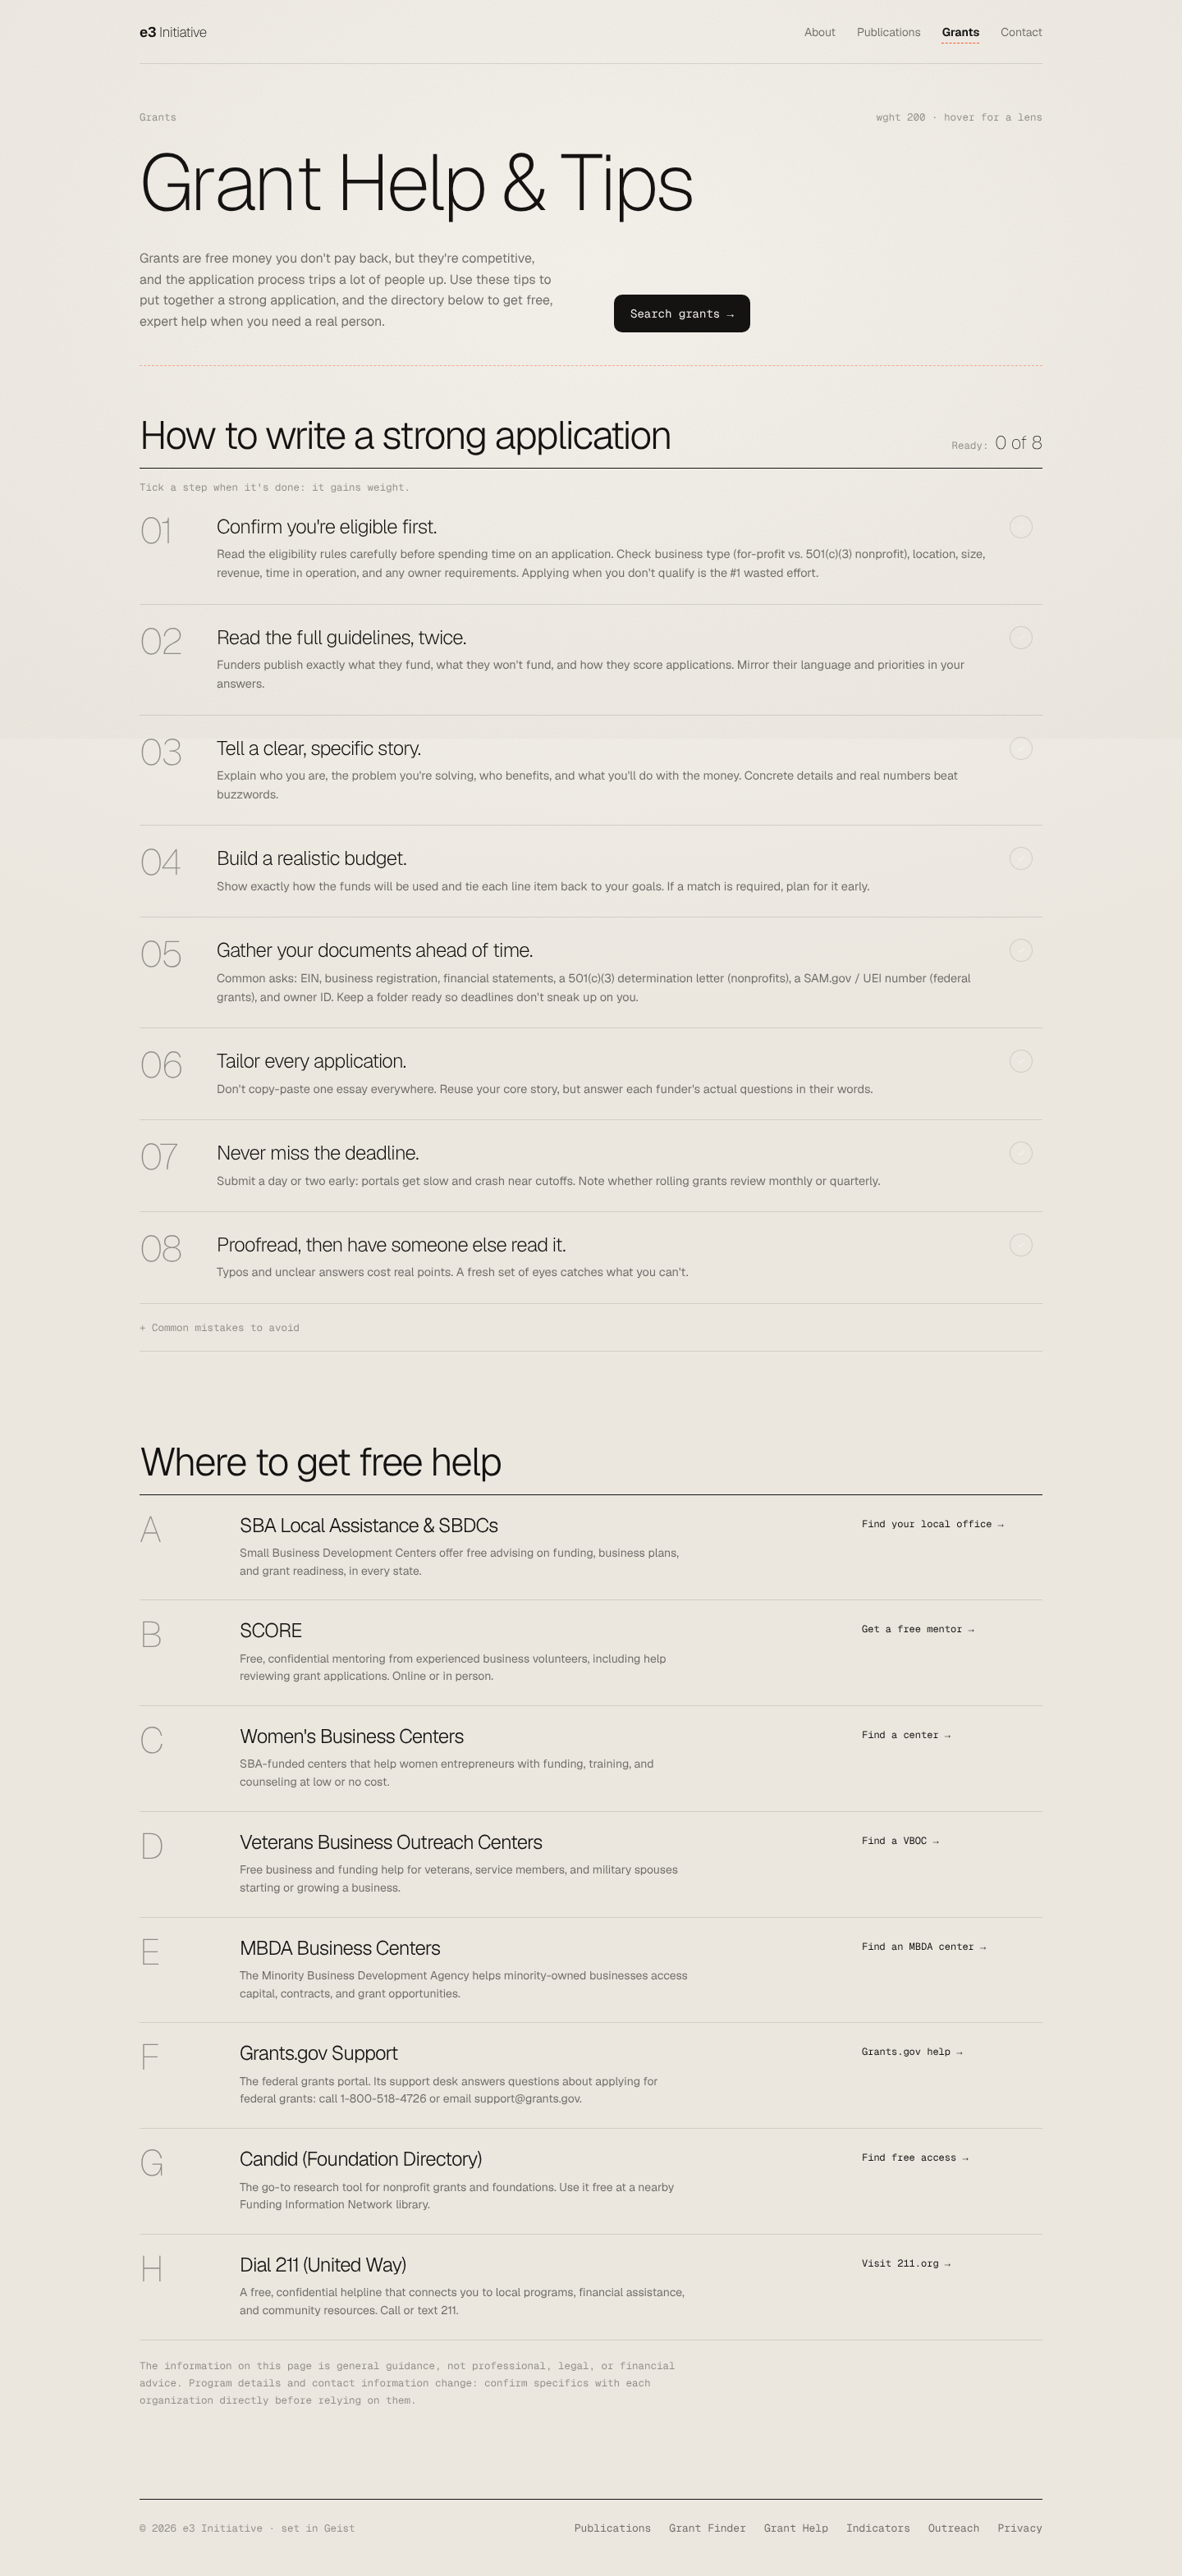 e3 Initiative
About Publications Grants Contact
Grants
wght 200 · hover for a lens
Grant Help & Tips
Grants are free money you don't pay back, but they're competitive,
and the application process trips a lot of people up. Use these tips to
put together a strong application, and the directory below to get free,
expert help when you need a real person.
Search grants →
How to write a strong application
Ready: 0 of 8
Tick a step when it's done: it gains weight.
01
Confirm you're eligible first.
Read the eligibility rules carefully before spending time on an application. Check business type (for-profit vs. 501(c)(3) nonprofit), location, size,
revenue, time in operation, and any owner requirements. Applying when you don't qualify is the #1 wasted effort.
02
Read the full guidelines, twice.
Funders publish exactly what they fund, what they won't fund, and how they score applications. Mirror their language and priorities in your
answers.
03
Tell a clear, specific story.
Explain who you are, the problem you're solving, who benefits, and what you'll do with the money. Concrete details and real numbers beat
buzzwords.
04
Build a realistic budget.
Show exactly how the funds will be used and tie each line item back to your goals. If a match is required, plan for it early.
05
Gather your documents ahead of time.
Common asks: EIN, business registration, financial statements, a 501(c)(3) determination letter (nonprofits), a SAM.gov / UEI number (federal
grants), and owner ID. Keep a folder ready so deadlines don't sneak up on you.
06
Tailor every application.
Don't copy-paste one essay everywhere. Reuse your core story, but answer each funder's actual questions in their words.
07
Never miss the deadline.
Submit a day or two early: portals get slow and crash near cutoffs. Note whether rolling grants review monthly or quarterly.
08
Proofread, then have someone else read it.
Typos and unclear answers cost real points. A fresh set of eyes catches what you can't.
+ Common mistakes to avoid
Where to get free help
A
SBA Local Assistance & SBDCs
Small Business Development Centers offer free advising on funding, business plans,
and grant readiness, in every state.
Find your local office →
B
SCORE
Free, confidential mentoring from experienced business volunteers, including help
reviewing grant applications. Online or in person.
Get a free mentor →
C
Women's Business Centers
SBA-funded centers that help women entrepreneurs with funding, training, and
counseling at low or no cost.
Find a center →
D
Veterans Business Outreach Centers
Free business and funding help for veterans, service members, and military spouses
starting or growing a business.
Find a VBOC →
E
MBDA Business Centers
The Minority Business Development Agency helps minority-owned businesses access
capital, contracts, and grant opportunities.
Find an MBDA center →
F
Grants.gov Support
The federal grants portal. Its support desk answers questions about applying for
federal grants: call 1-800-518-4726 or email support@grants.gov.
Grants.gov help →
G
Candid (Foundation Directory)
The go-to research tool for nonprofit grants and foundations. Use it free at a nearby
Funding Information Network library.
Find free access →
H
Dial 211 (United Way)
A free, confidential helpline that connects you to local programs, financial assistance,
and community resources. Call or text 211.
Visit 211.org →
The information on this page is general guidance, not professional, legal, or financial
advice. Program details and contact information change: confirm specifics with each
organization directly before relying on them.
© 2026 e3 Initiative · set in Geist
Publications Grant Finder Grant Help Indicators Outreach Privacy